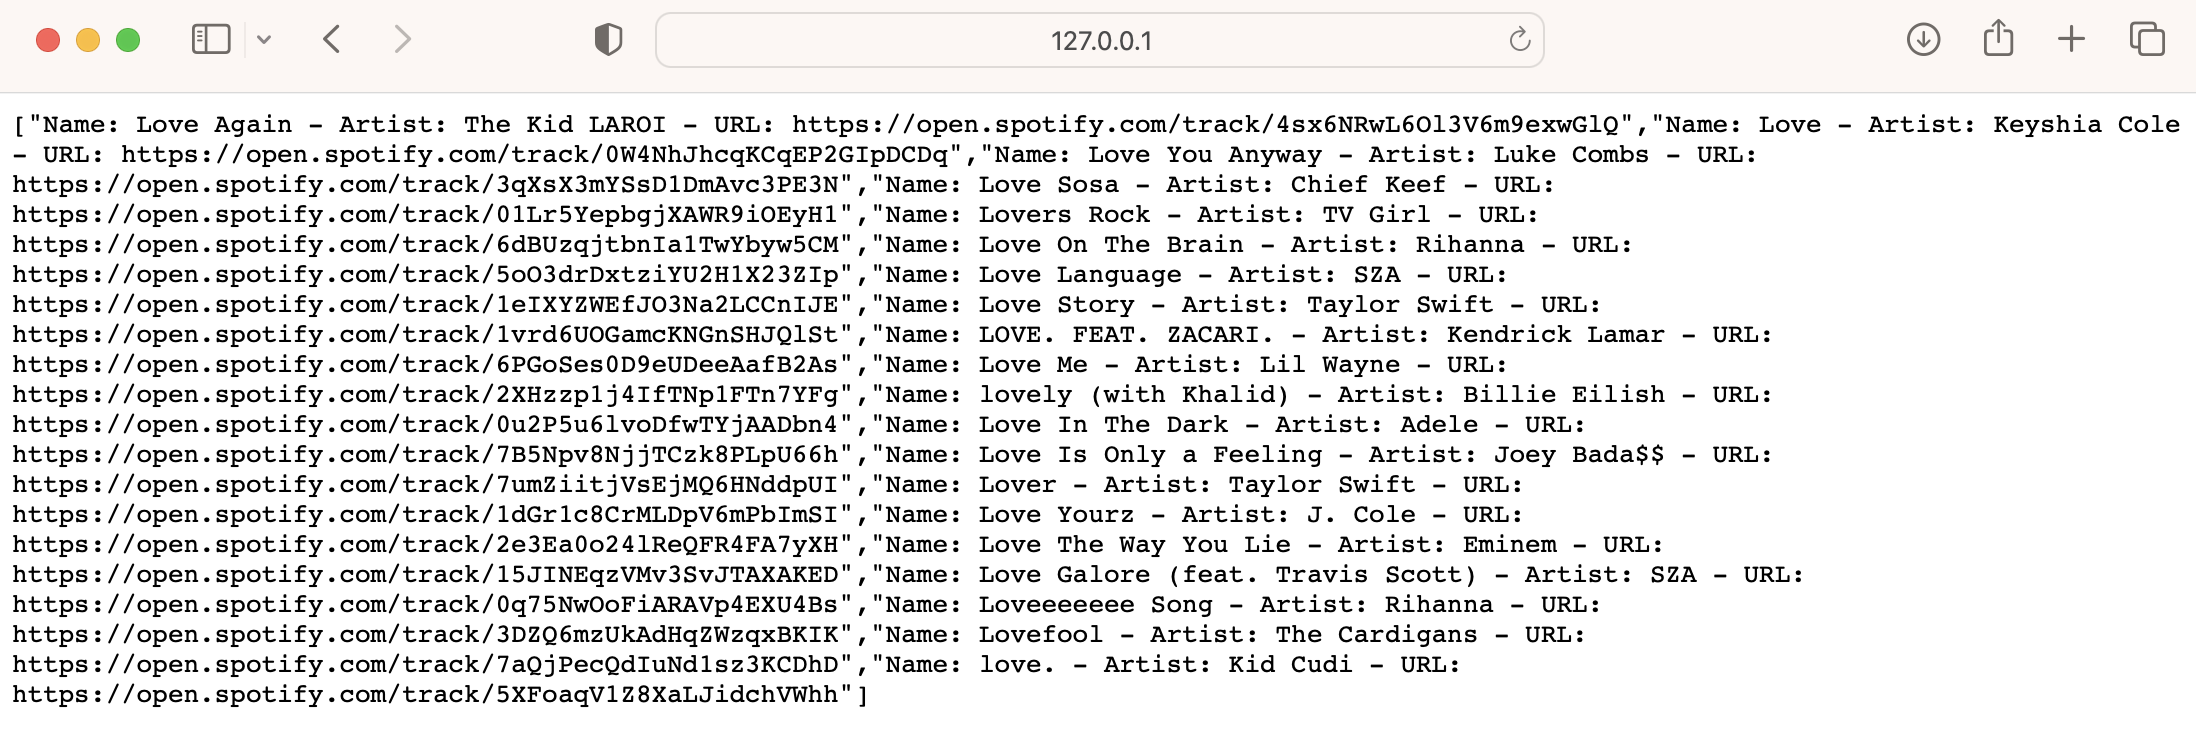 127.0.0.1
["Name: Love Again - Artist: The Kid LAROI - URL: https://open.spotify.com/track/4sx6NRwL6Ol3V6m9exwGlQ","Name: Love - Artist: Keyshia Cole
- URL: https://open.spotify.com/track/0W4NhJhcqKCqEP2GIpDCDq","Name: Love You Anyway - Artist: Luke Combs - URL:
https://open.spotify.com/track/3qXsX3mYSsD1DmAvc3PE3N","Name: Love Sosa - Artist: Chief Keef - URL:
https://open.spotify.com/track/01Lr5YepbgjXAWR9iOEyH1","Name: Lovers Rock - Artist: TV Girl - URL:
https://open.spotify.com/track/6dBUzqjtbnIa1TwYbyw5CM","Name: Love On The Brain - Artist: Rihanna - URL:
https://open.spotify.com/track/5oO3drDxtziYU2H1X23ZIp","Name: Love Language - Artist: SZA - URL:
https://open.spotify.com/track/1eIXYZWEfJO3Na2LCCnIJE","Name: Love Story - Artist: Taylor Swift - URL:
https://open.spotify.com/track/1vrd6UOGamcKNGnSHJQlSt","Name: LOVE. FEAT. ZACARI. - Artist: Kendrick Lamar - URL:
https://open.spotify.com/track/6PGoSes0D9eUDeeAafB2As","Name: Love Me - Artist: Lil Wayne - URL:
https://open.spotify.com/track/2XHzzp1j4IfTNp1FTn7YFg","Name: lovely (with Khalid) - Artist: Billie Eilish - URL:
https://open.spotify.com/track/0u2P5u6lvoDfwTYjAADbn4","Name: Love In The Dark - Artist: Adele - URL:
https://open.spotify.com/track/7B5Npv8NjjTCzk8PLpU66h","Name: Love Is Only a Feeling - Artist: Joey Bada$$ - URL:
https://open.spotify.com/track/7umZiitjVsEjMQ6HNddpUI","Name: Lover - Artist: Taylor Swift - URL:
https://open.spotify.com/track/1dGr1c8CrMLDpV6mPbImSI","Name: Love Yourz - Artist: J. Cole - URL:
https://open.spotify.com/track/2e3Ea0o24lReQFR4FA7yXH","Name: Love The Way You Lie - Artist: Eminem - URL:
https://open.spotify.com/track/15JINEqzVMv3SvJTAXAKED","Name: Love Galore (feat. Travis Scott) - Artist: SZA - URL:
https://open.spotify.com/track/0q75NwOoFiARAVp4EXU4Bs","Name: Loveeeeeee Song - Artist: Rihanna - URL:
https://open.spotify.com/track/3DZQ6mzUkAdHqZWzqxBKIK","Name: Lovefool - Artist: The Cardigans - URL:
https://open.spotify.com/track/7aQjPecQdIuNd1sz3KCDhD","Name: love. - Artist: Kid Cudi - URL:
https://open.spotify.com/track/5XFoaqV1Z8XaLJidchVWhh"]